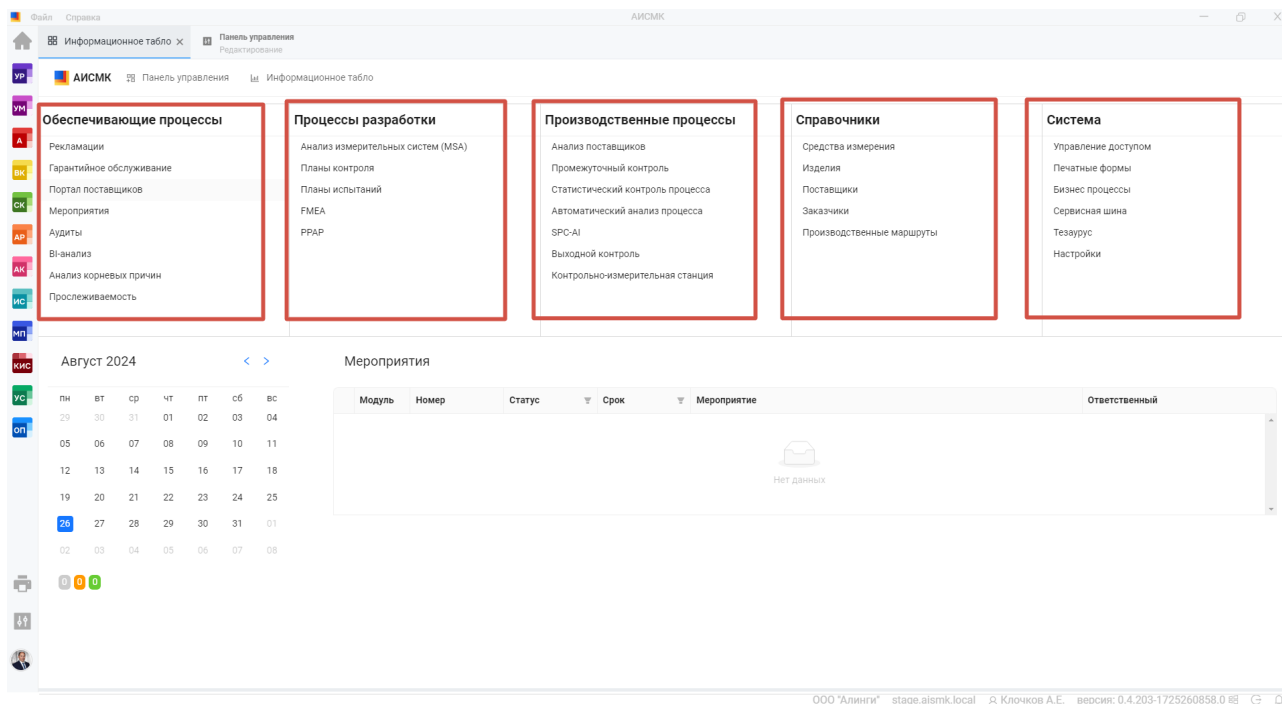 Файл Справка АИСМК
Информационное табло × Панель управления
Редактирование
АИСМК Панель управления Информационное табло
УР
УМ
А
ВК
СК
АР
АК
ИС
МП
КИС
УС
ОП
Обеспечивающие процессы
Рекламации
Гарантийное обслуживание
Портал поставщиков
Мероприятия
Аудиты
BI-анализ
Анализ корневых причин
Прослеживаемость
Процессы разработки
Анализ измерительных систем (MSA)
Планы контроля
Планы испытаний
FMEA
PPAP
Производственные процессы
Анализ поставщиков
Промежуточный контроль
Статистический контроль процесса
Автоматический анализ процесса
SPC-AI
Выходной контроль
Контрольно-измерительная станция
Справочники
Средства измерения
Изделия
Поставщики
Заказчики
Производственные маршруты
Система
Управление доступом
Печатные формы
Бизнес процессы
Сервисная шина
Тезаурус
Настройки
Август 2024 < >
пн вт ср чт пт сб вс
29 30 31 01 02 03 04
05 06 07 08 09 10 11
12 13 14 15 16 17 18
19 20 21 22 23 24 25
26 27 28 29 30 31 01
02 03 04 05 06 07 08
0 0 0
Мероприятия
Модуль Номер Статус Срок Мероприятие Ответственный
Нет данных
ООО "Алинги" stage.aismk.local Клочков А.Е. версия: 0.4.203-1725260858.0